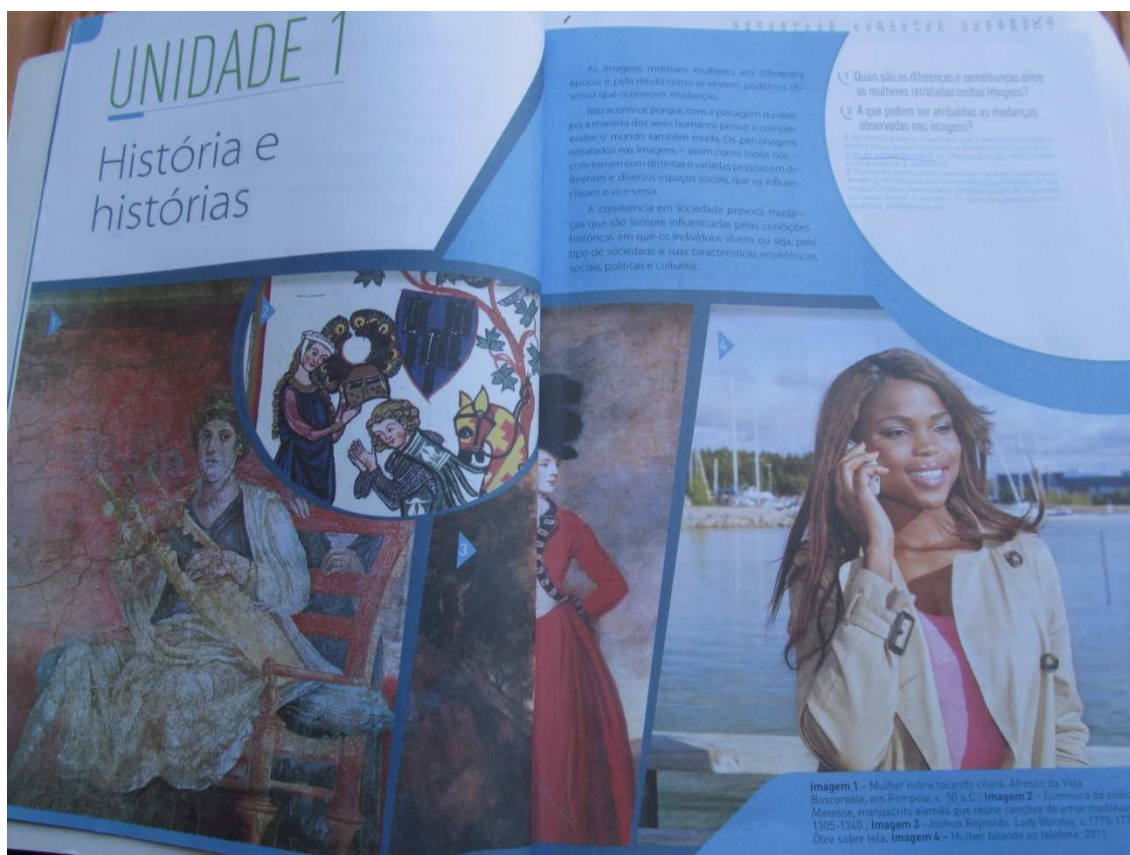 UNIDADE 1
História e
histórias
As imagens mostram mulheres em diferentes
épocas e, pelo modo como se vestem, podemos ob-
servar que ocorreram mudanças.
Isso acontece porque, com a passagem do tem-
po, a maneira dos seres humanos pensar e compre-
ender o mundo também muda. Os personagens
retratados nas imagens – assim como todos nós –
conviveram com distintas e variadas pessoas em di-
ferentes e diversos espaços sociais, que os influen-
ciaram e vice-versa.
A convivência em sociedade provoca mudan-
ças que são sempre influenciadas pelas condições
históricas em que os indivíduos vivem, ou seja, pelo
tipo de sociedade e suas características econômicas,
sociais, políticas e culturais.
1 Quais são as diferenças e semelhanças entre
as mulheres retratadas nestas imagens?
2 A que podem ser atribuídas as mudanças
observadas nas imagens?
1
2
3
4
Imagem 1 – Mulher nobre tocando cítara. Afresco da Villa
Boscoreale, em Pompeia, c. 50 a.C.; Imagem 2 – Iluminura do
Manesse, manuscrito alemão que reúne canções de amor
1305-1340.; Imagem 3 – Joshua Reynolds. Lady Worsley, c.1775-177
Óleo sobre tela; Imagem 4 – Mulher falando ao telefone, 2011.